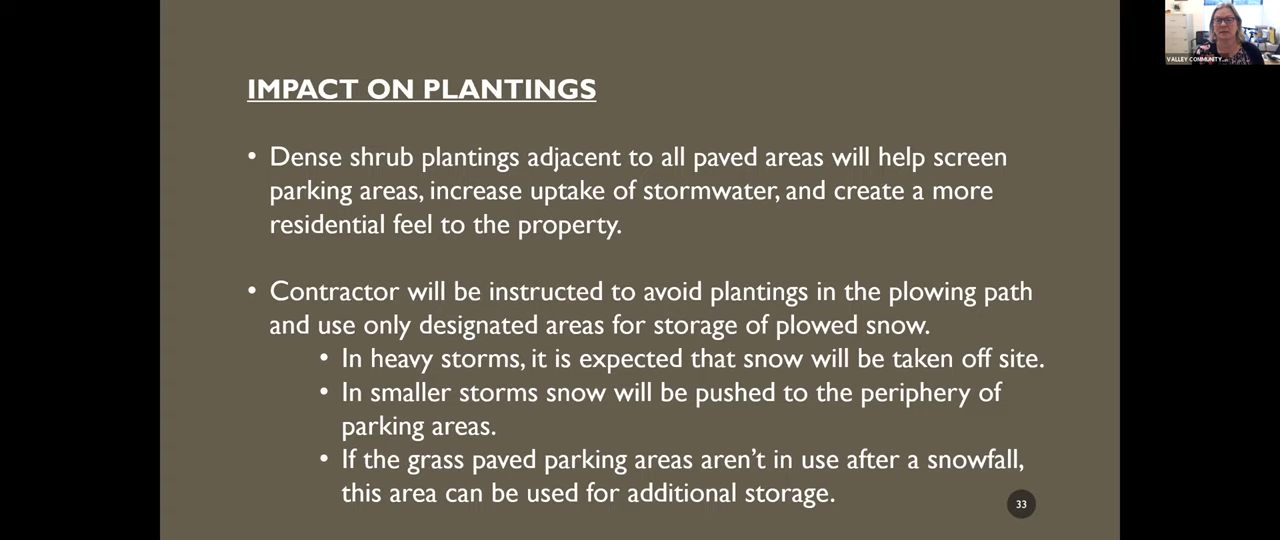 VALLEY COMMUNITY...
IMPACT ON PLANTINGS
• Dense shrub plantings adjacent to all paved areas will help screen
parking areas, increase uptake of stormwater, and create a more
residential feel to the property.
• Contractor will be instructed to avoid plantings in the plowing path
and use only designated areas for storage of plowed snow.
• In heavy storms, it is expected that snow will be taken off site.
• In smaller storms snow will be pushed to the periphery of
parking areas.
• If the grass paved parking areas aren't in use after a snowfall,
this area can be used for additional storage.
33